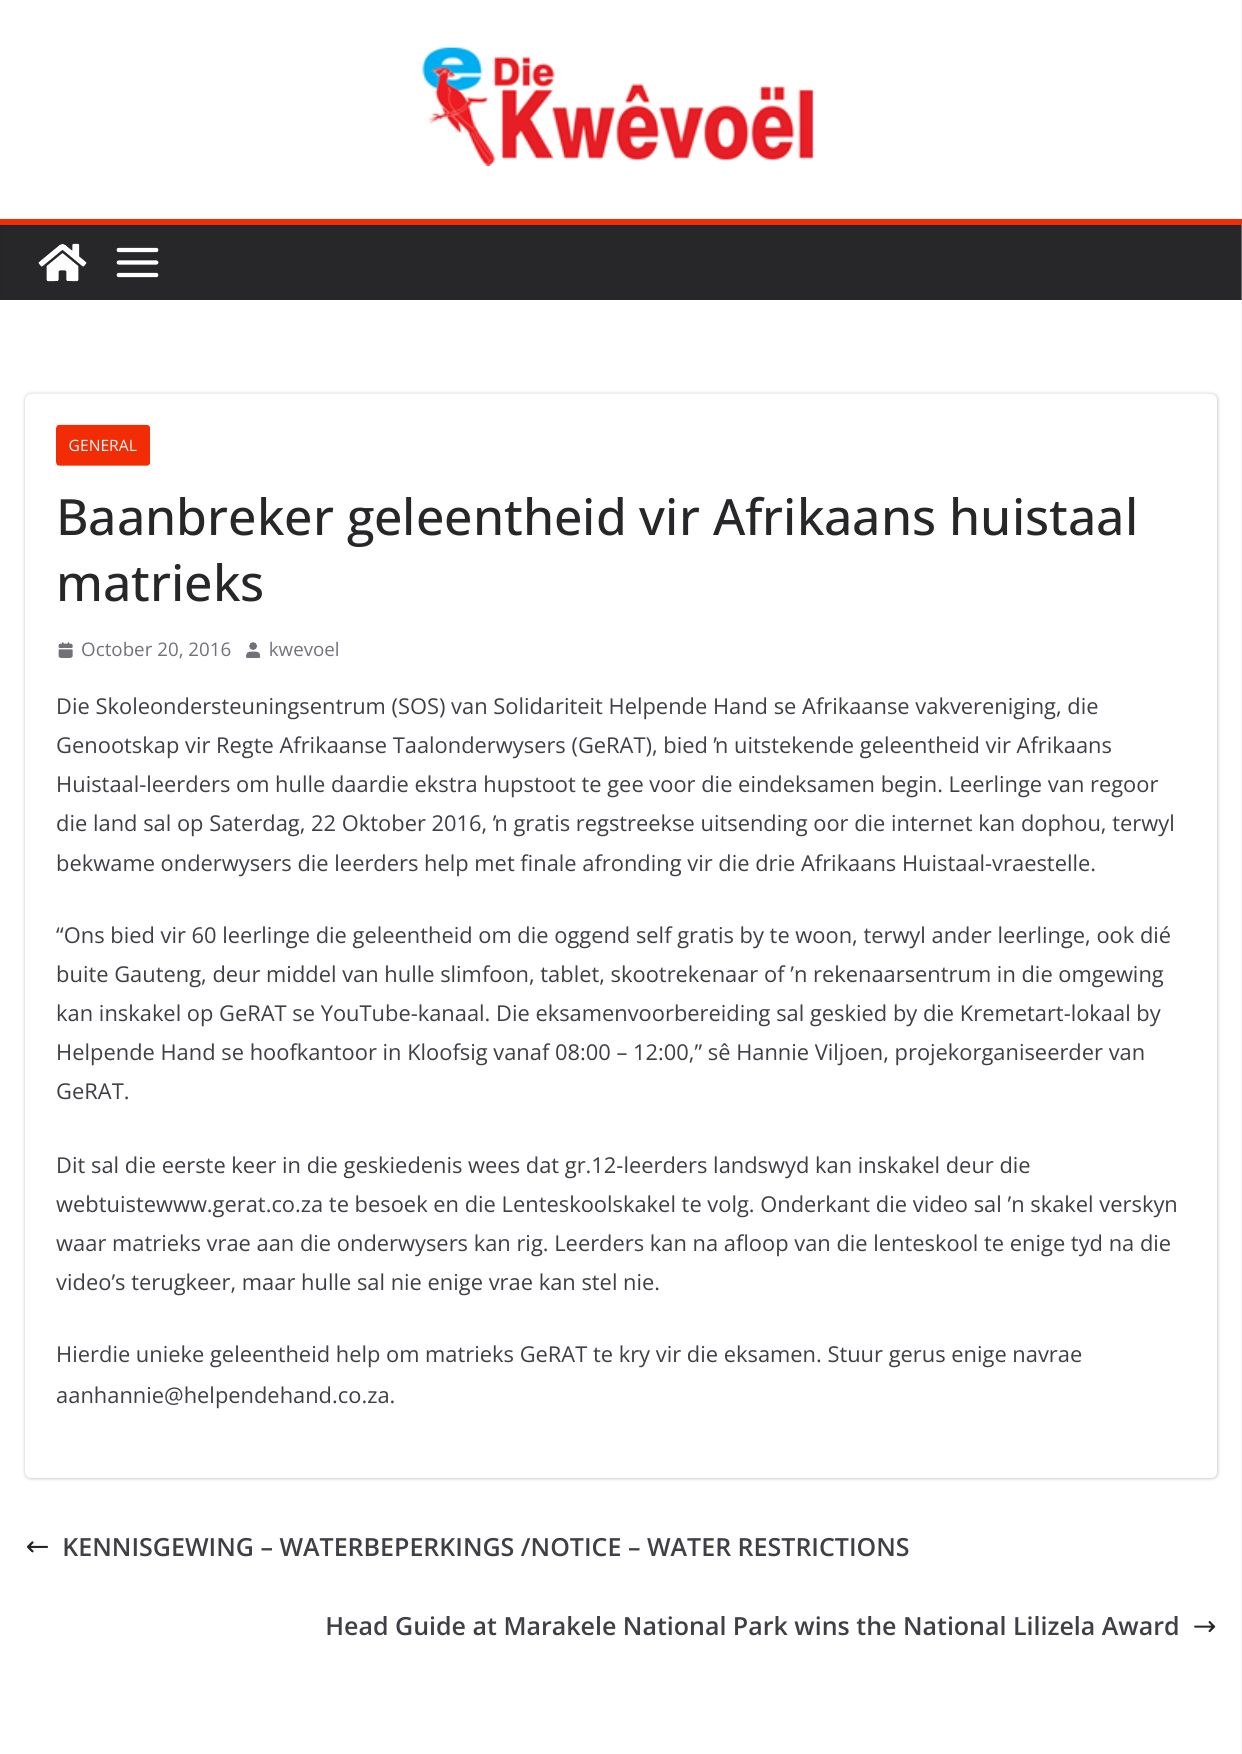 Die
Kwêvoël
GENERAL
Baanbreker geleentheid vir Afrikaans huistaal
matrieks
October 20, 2016 kwevoel
Die Skoleondersteuningsentrum (SOS) van Solidariteit Helpende Hand se Afrikaanse vakvereniging, die
Genootskap vir Regte Afrikaanse Taalonderwysers (GeRAT), bied ŉ uitstekende geleentheid vir Afrikaans
Huistaal-leerders om hulle daardie ekstra hupstoot te gee voor die eindeksamen begin. Leerlinge van regoor
die land sal op Saterdag, 22 Oktober 2016, ŉ gratis regstreekse uitsending oor die internet kan dophou, terwyl
bekwame onderwysers die leerders help met finale afronding vir die drie Afrikaans Huistaal-vraestelle.
“Ons bied vir 60 leerlinge die geleentheid om die oggend self gratis by te woon, terwyl ander leerlinge, ook dié
buite Gauteng, deur middel van hulle slimfoon, tablet, skootrekenaar of ’n rekenaarsentrum in die omgewing
kan inskakel op GeRAT se YouTube-kanaal. Die eksamenvoorbereiding sal geskied by die Kremetart-lokaal by
Helpende Hand se hoofkantoor in Kloofsig vanaf 08:00 – 12:00,” sê Hannie Viljoen, projekorganiseerder van
GeRAT.
Dit sal die eerste keer in die geskiedenis wees dat gr.12-leerders landswyd kan inskakel deur die
webtuistewww.gerat.co.za te besoek en die Lenteskoolskakel te volg. Onderkant die video sal ’n skakel verskyn
waar matrieks vrae aan die onderwysers kan rig. Leerders kan na afloop van die lenteskool te enige tyd na die
video’s terugkeer, maar hulle sal nie enige vrae kan stel nie.
Hierdie unieke geleentheid help om matrieks GeRAT te kry vir die eksamen. Stuur gerus enige navrae
aanhannie@helpendehand.co.za.
← KENNISGEWING – WATERBEPERKINGS /NOTICE – WATER RESTRICTIONS
Head Guide at Marakele National Park wins the National Lilizela Award →